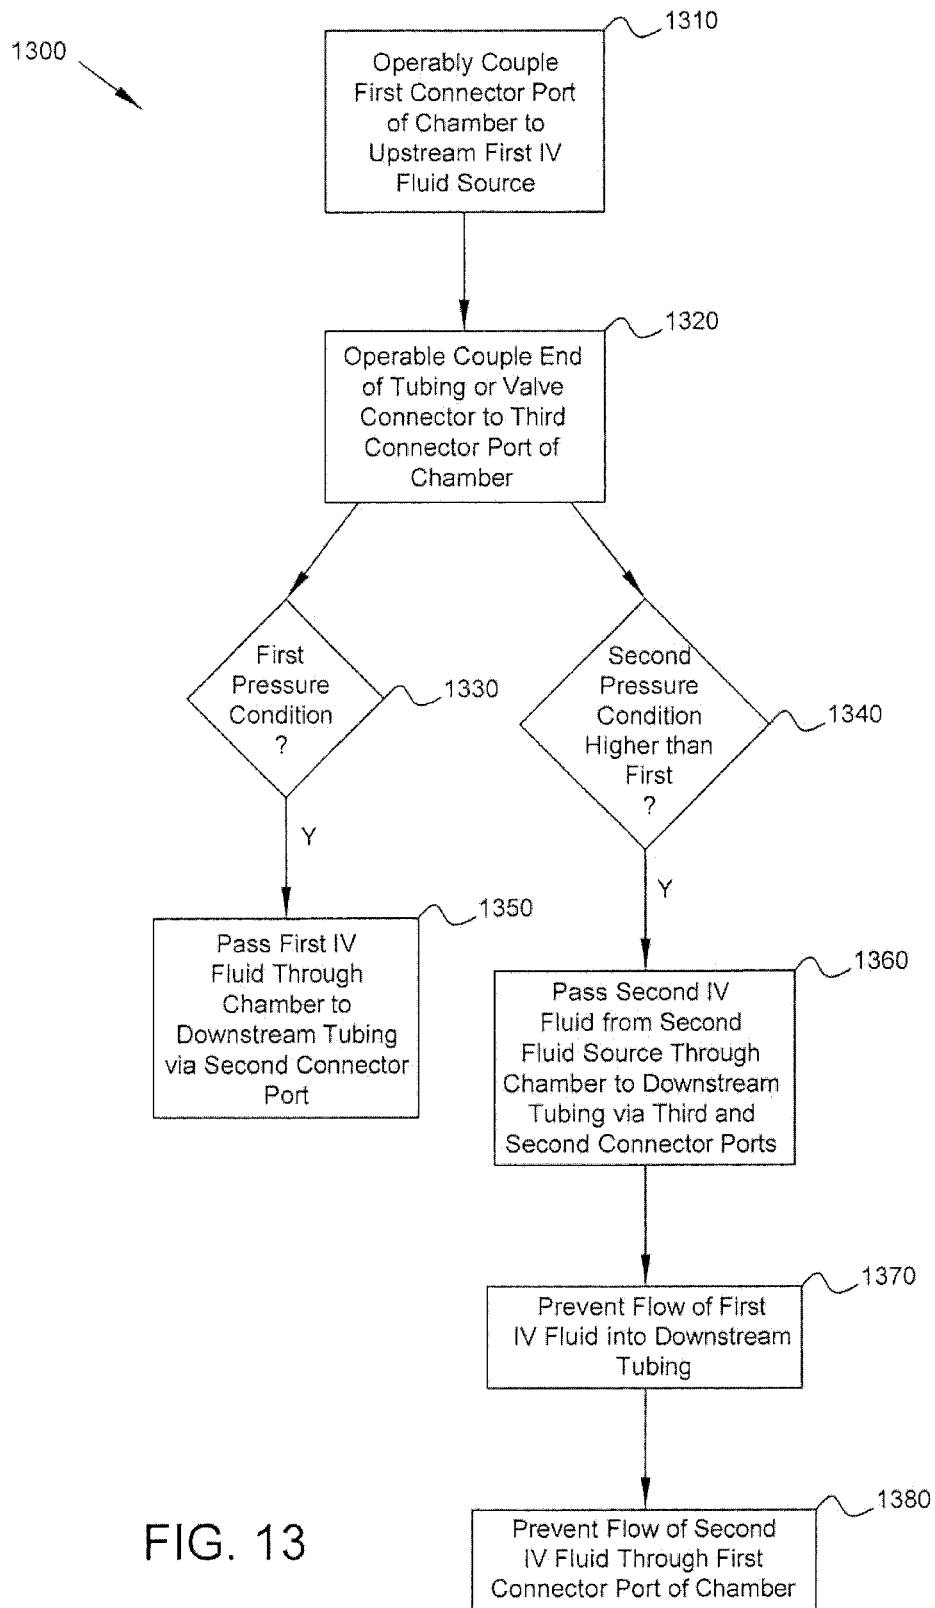 1300
1310
Operably Couple
First Connector Port
of Chamber to
Upstream First IV
Fluid Source
1320
Operable Couple End
of Tubing or Valve
Connector to Third
Connector Port of
Chamber
First
Pressure
Condition
?
1330
Second
Pressure
Condition
Higher than
First
?
1340
Y
Y
1350
Pass First IV
Fluid Through
Chamber to
Downstream Tubing
via Second Connector
Port
1360
Pass Second IV
Fluid from Second
Fluid Source Through
Chamber to Downstream
Tubing via Third and
Second Connector Ports
1370
Prevent Flow of First
IV Fluid into Downstream
Tubing
1380
Prevent Flow of Second
IV Fluid Through First
Connector Port of Chamber
FIG. 13